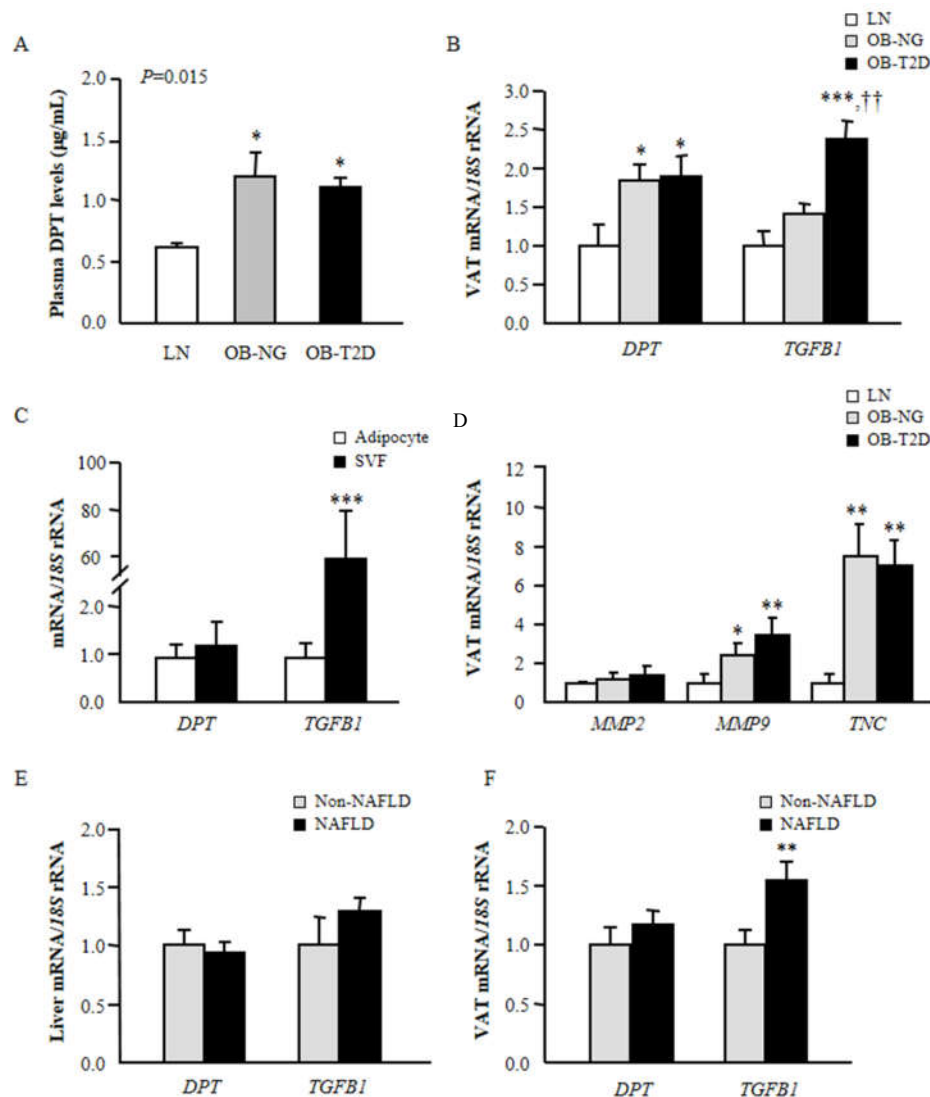 A
P=0.015
Plasma DPT levels (µg/mL)
2.0
1.5
1.0
0.5
0.0
*
*
LN
OB-NG
OB-T2D
B
LN
OB-NG
OB-T2D
VAT mRNA/18S rRNA
3.0
2.5
2.0
1.5
1.0
0.5
0.0
*
*
***,††
DPT
TGFB1
C
Adipocyte
SVF
mRNA/18S rRNA
100
80
60
2.0
1.0
0.0
***
DPT
TGFB1
D
LN
OB-NG
OB-T2D
VAT mRNA/18S rRNA
12
10
8
6
4
2
0
*
**
**
**
MMP2
MMP9
TNC
E
Non-NAFLD
NAFLD
Liver mRNA/18S rRNA
2.0
1.5
1.0
0.5
0.0
DPT
TGFB1
F
Non-NAFLD
NAFLD
VAT mRNA/18S rRNA
2.0
1.5
1.0
0.5
0.0
**
DPT
TGFB1